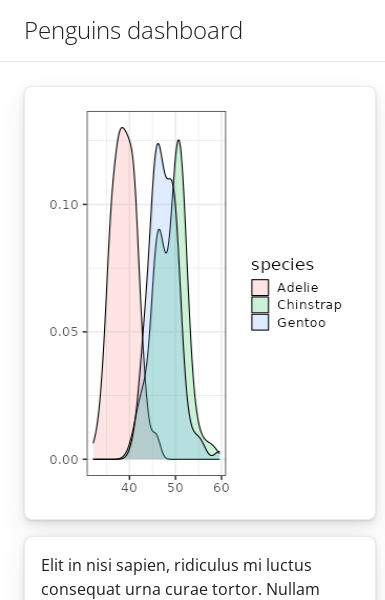 Penguins dashboard
0.10
0.05
0.00
40 50 60
species
Adelie
Chinstrap
Gentoo
Elit in nisi sapien, ridiculus mi luctus
consequat urna curae tortor. Nullam